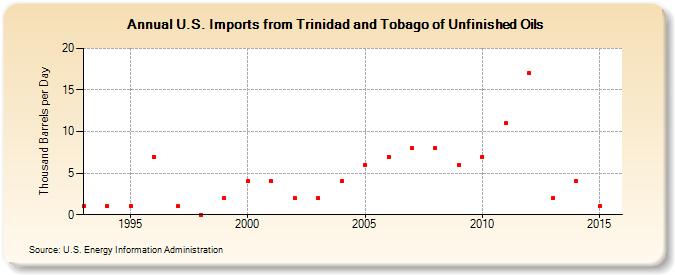 Annual U.S. Imports from Trinidad and Tobago of Unfinished Oils
Thousand Barrels per Day
20
15
10
5
0
1995 2000 2005 2010 2015
Source: U.S. Energy Information Administration